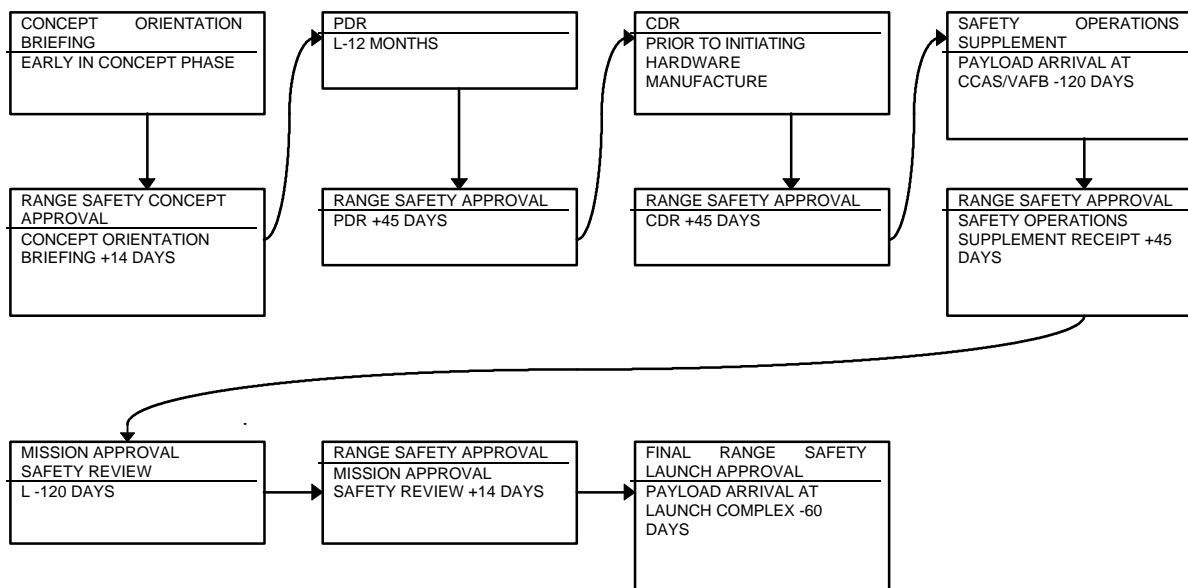 CONCEPT ORIENTATION
BRIEFING
EARLY IN CONCEPT PHASE
RANGE SAFETY CONCEPT
APPROVAL
CONCEPT ORIENTATION
BRIEFING +14 DAYS
PDR
L-12 MONTHS
RANGE SAFETY APPROVAL
PDR +45 DAYS
CDR
PRIOR TO INITIATING
HARDWARE
MANUFACTURE
RANGE SAFETY APPROVAL
CDR +45 DAYS
SAFETY OPERATIONS
SUPPLEMENT
PAYLOAD ARRIVAL AT
CCAS/VAFB -120 DAYS
RANGE SAFETY APPROVAL
SAFETY OPERATIONS
SUPPLEMENT RECEIPT +45
DAYS
MISSION APPROVAL
SAFETY REVIEW
L -120 DAYS
RANGE SAFETY APPROVAL
MISSION APPROVAL
SAFETY REVIEW +14 DAYS
FINAL RANGE SAFETY
LAUNCH APPROVAL
PAYLOAD ARRIVAL AT
LAUNCH COMPLEX -60
DAYS